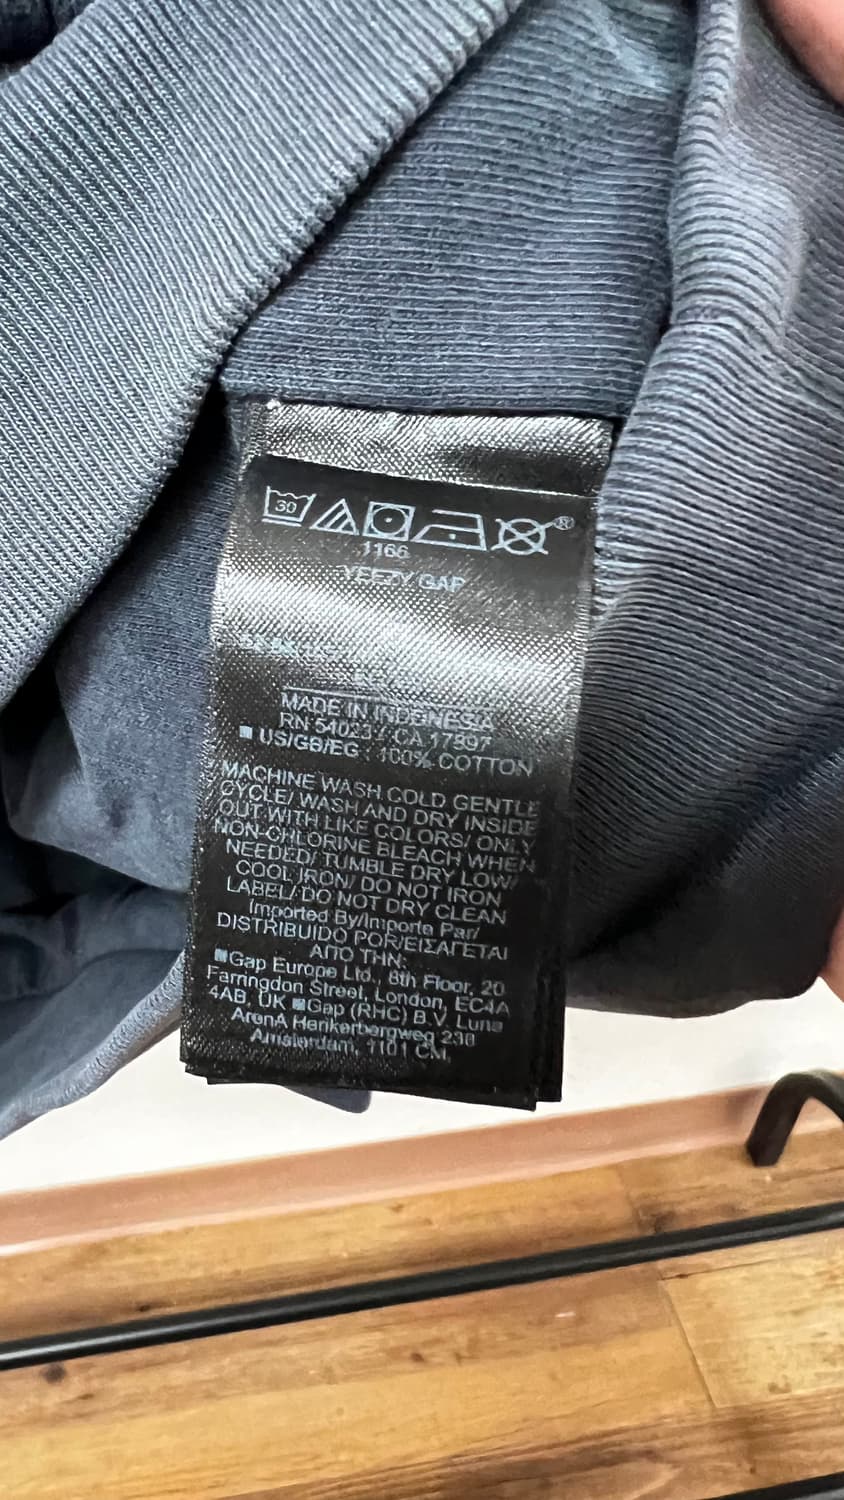 30
®
1166
YEEZY GAP
MADE IN INDONESIA
RN 54023 / CA 17897
US/GB/EG : 100% COTTON
MACHINE WASH COLD GENTLE
CYCLE/ WASH AND DRY INSIDE
OUT WITH LIKE COLORS/ ONLY
NON-CHLORINE BLEACH WHEN
NEEDED/ TUMBLE DRY LOW/
COOL IRON/ DO NOT IRON
LABEL/ DO NOT DRY CLEAN
Imported By/Importe Par/
DISTRIBUIDO POR/ΕΙΣΑΓΕΤΑΙ
ΑΠΟ ΤΗΝ:
Gap Europe Ltd., 8th Floor, 20
Farringdon Street, London, EC4A
4AB, UK Gap (RHC) B.V. Luna
ArenA Herikerbergweg 238
Amsterdam, 1101 CM,